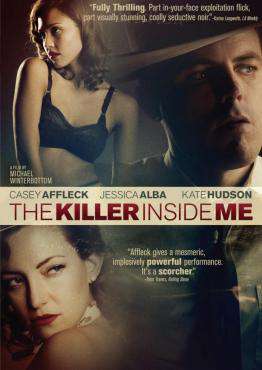 "Fully Thrilling. Part in-your-face exploitation flick,
part visually stunning, coolly seductive noir."
A FILM BY
MICHAEL
WINTERBOTTOM
CASEY AFFLECK JESSICA ALBA KATE HUDSON
THE KILLER INSIDE ME
"Affleck gives a mesmeric,
implosively powerful performance.
It's a scorcher."